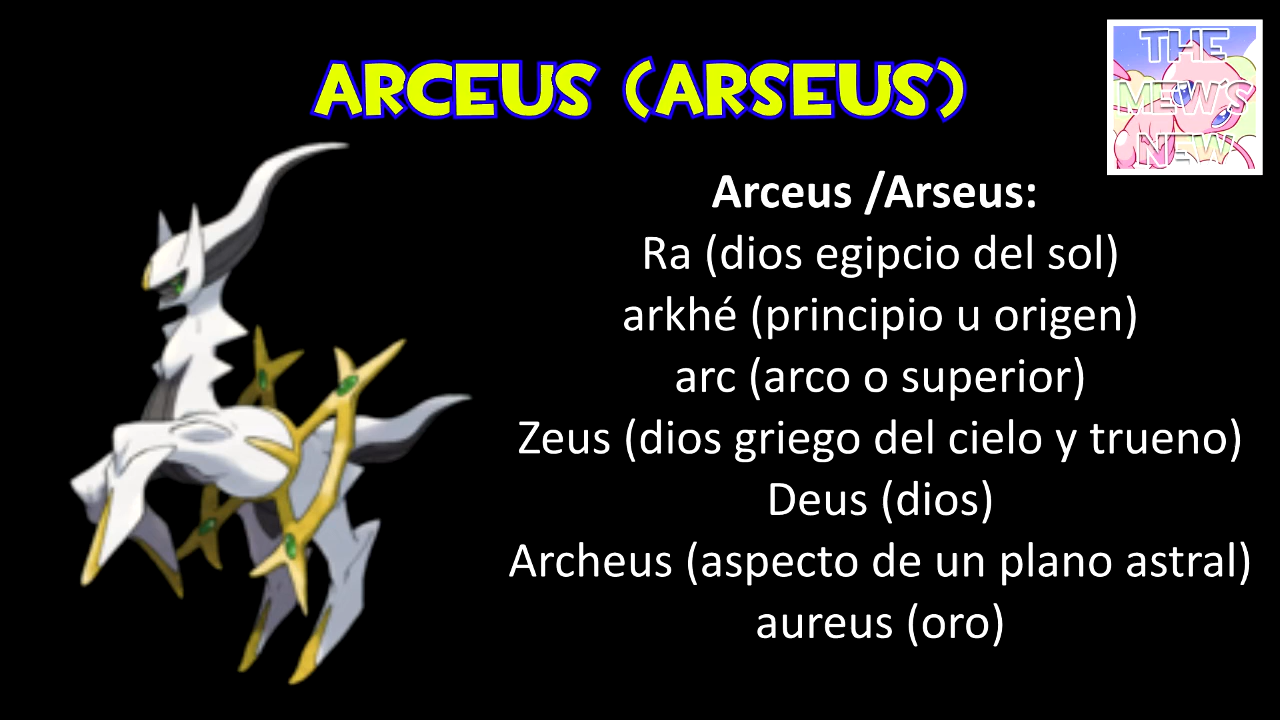 ARCEUS (ARSEUS)
THE
MEW'S
NEW
Arceus /Arseus:
Ra (dios egipcio del sol)
arkhé (principio u origen)
arc (arco o superior)
Zeus (dios griego del cielo y trueno)
Deus (dios)
Archeus (aspecto de un plano astral)
aureus (oro)